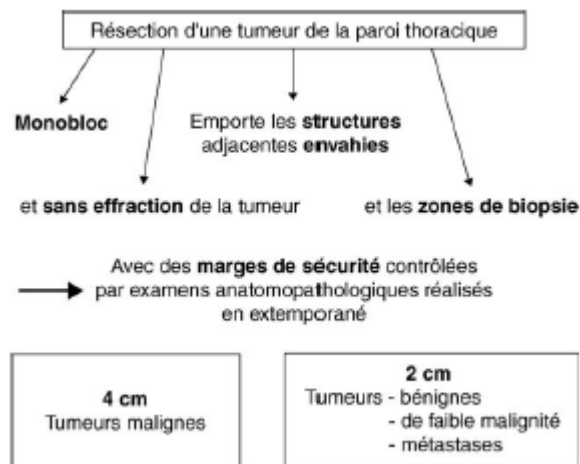 Résection d'une tumeur de la paroi thoracique
Monobloc
Emporte les structures
adjacentes envahies
et sans effraction de la tumeur
et les zones de biopsie
Avec des marges de sécurité contrôlées
par examens anatomopathologiques réalisés
en extemporané
4 cm
Tumeurs malignes
2 cm
Tumeurs - bénignes
- de faible malignité
- métastases